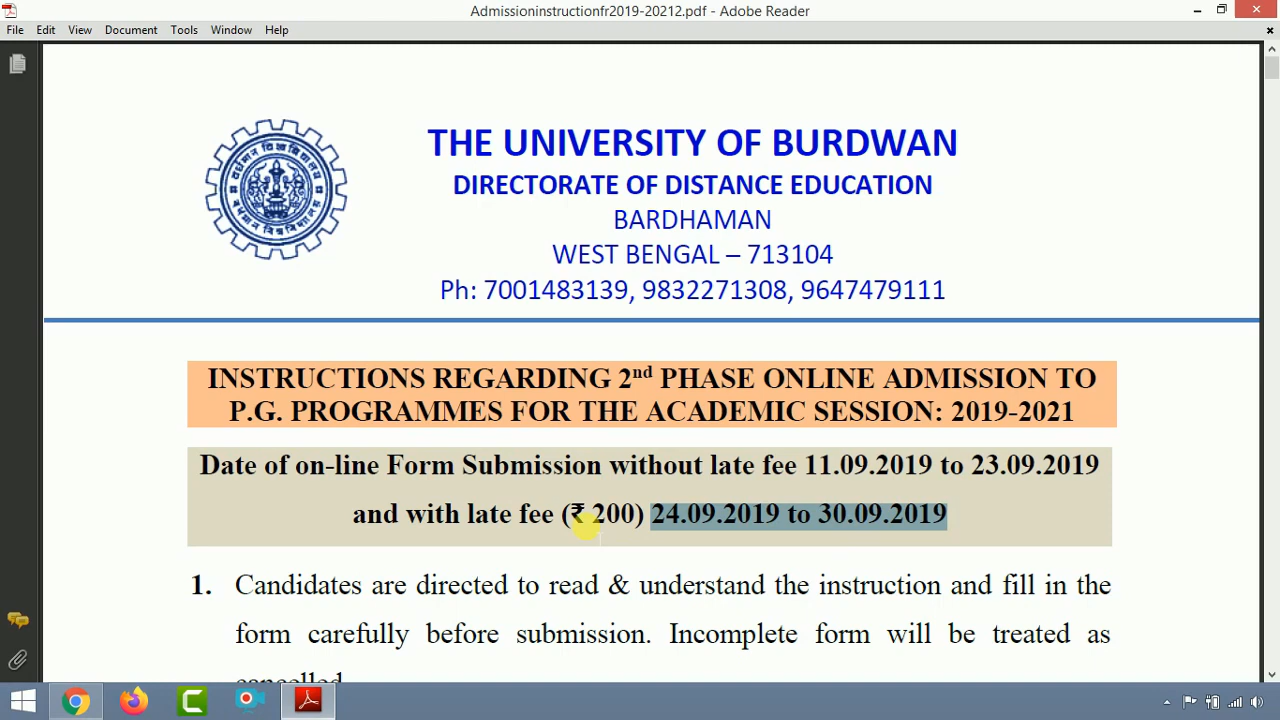 Admissioninstructionfr2019-20212.pdf - Adobe Reader
File Edit View Document Tools Window Help
THE UNIVERSITY OF BURDWAN
DIRECTORATE OF DISTANCE EDUCATION
BARDHAMAN
WEST BENGAL – 713104
Ph: 7001483139, 9832271308, 9647479111
INSTRUCTIONS REGARDING 2nd PHASE ONLINE ADMISSION TO
P.G. PROGRAMMES FOR THE ACADEMIC SESSION: 2019-2021
Date of on-line Form Submission without late fee 11.09.2019 to 23.09.2019
and with late fee (₹ 200) 24.09.2019 to 30.09.2019
1. Candidates are directed to read & understand the instruction and fill in the
form carefully before submission. Incomplete form will be treated as
cancelled